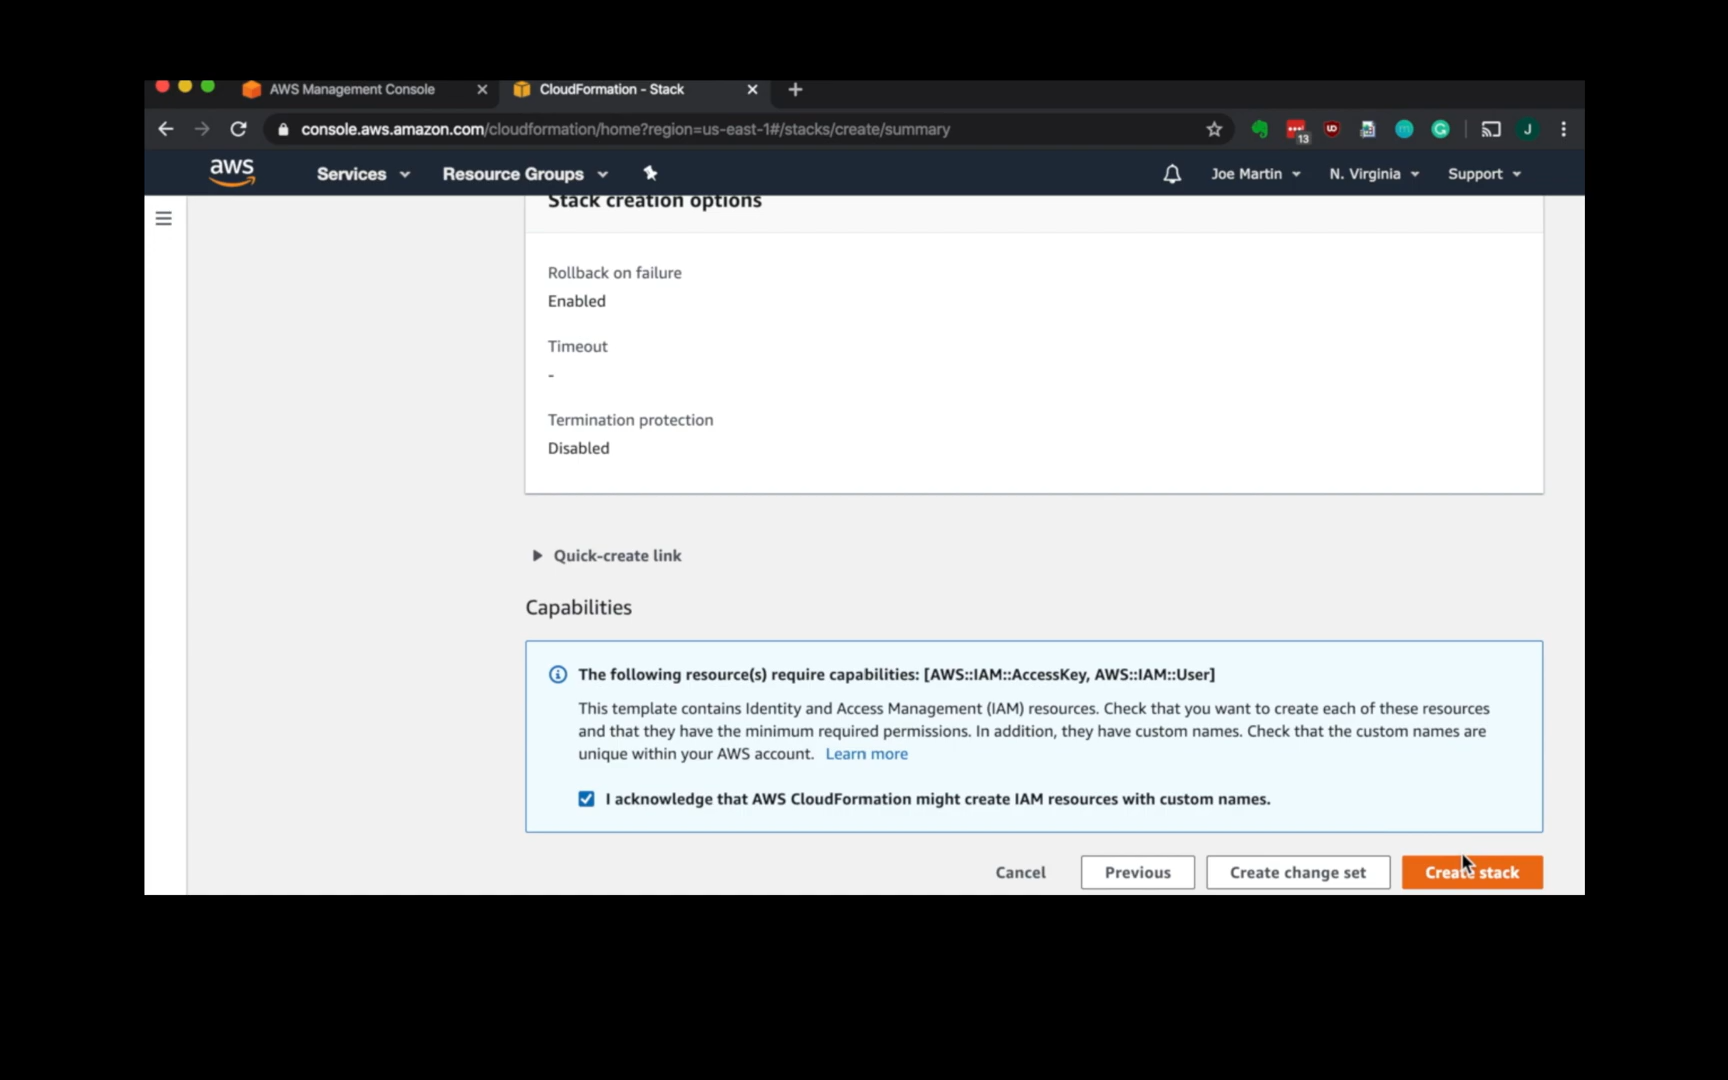 AWS Management Console
CloudFormation - Stack
console.aws.amazon.com/cloudformation/home?region=us-east-1#/stacks/create/summary
13
J
aws
Services
Resource Groups
Joe Martin
N. Virginia
Support
Stack creation options
Rollback on failure
Enabled
Timeout
-
Termination protection
Disabled
Quick-create link
Capabilities
The following resource(s) require capabilities: [AWS::IAM::AccessKey, AWS::IAM::User]
This template contains Identity and Access Management (IAM) resources. Check that you want to create each of these resources
and that they have the minimum required permissions. In addition, they have custom names. Check that the custom names are
unique within your AWS account. Learn more
I acknowledge that AWS CloudFormation might create IAM resources with custom names.
Cancel
Previous
Create change set
Create stack